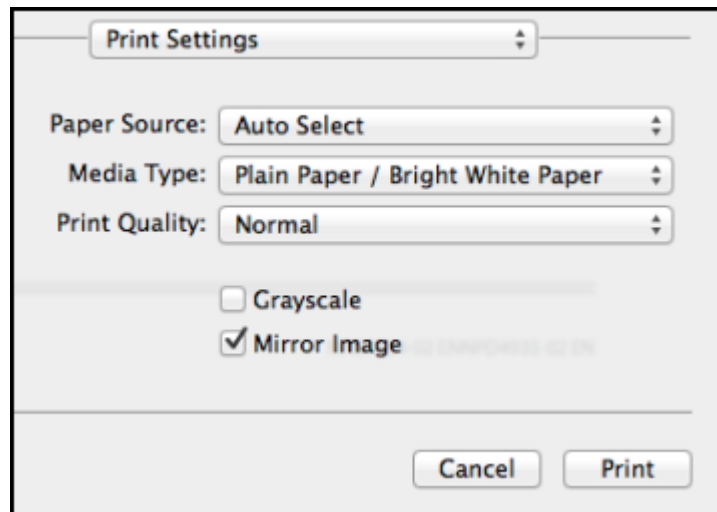 Print Settings
Paper Source: Auto Select
Media Type: Plain Paper / Bright White Paper
Print Quality: Normal
Grayscale
Mirror Image
Cancel Print